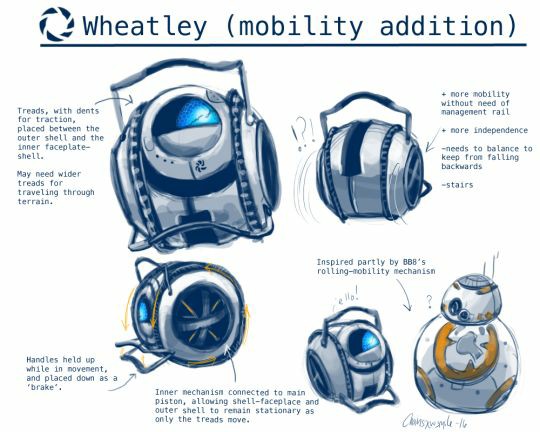 Wheatley (mobility addition)
Treads, with dents
for traction,
placed between the
outer shell and the
inner faceplate-
shell.
May need wider
treads for
traveling through
terrain.
!?!
+ more mobility
without need of
management rail
+ more independence
-needs to balance to
keep from falling
backwards
-stairs
Inspired partly by BB8's
rolling-mobility mechanism
'ello!
?
Handles held up
while in movement,
and placed down as a
'brake'.
Inner mechanism connected to main
piston, allowing shell-faceplace and
outer shell to remain stationary as
only the treads move.